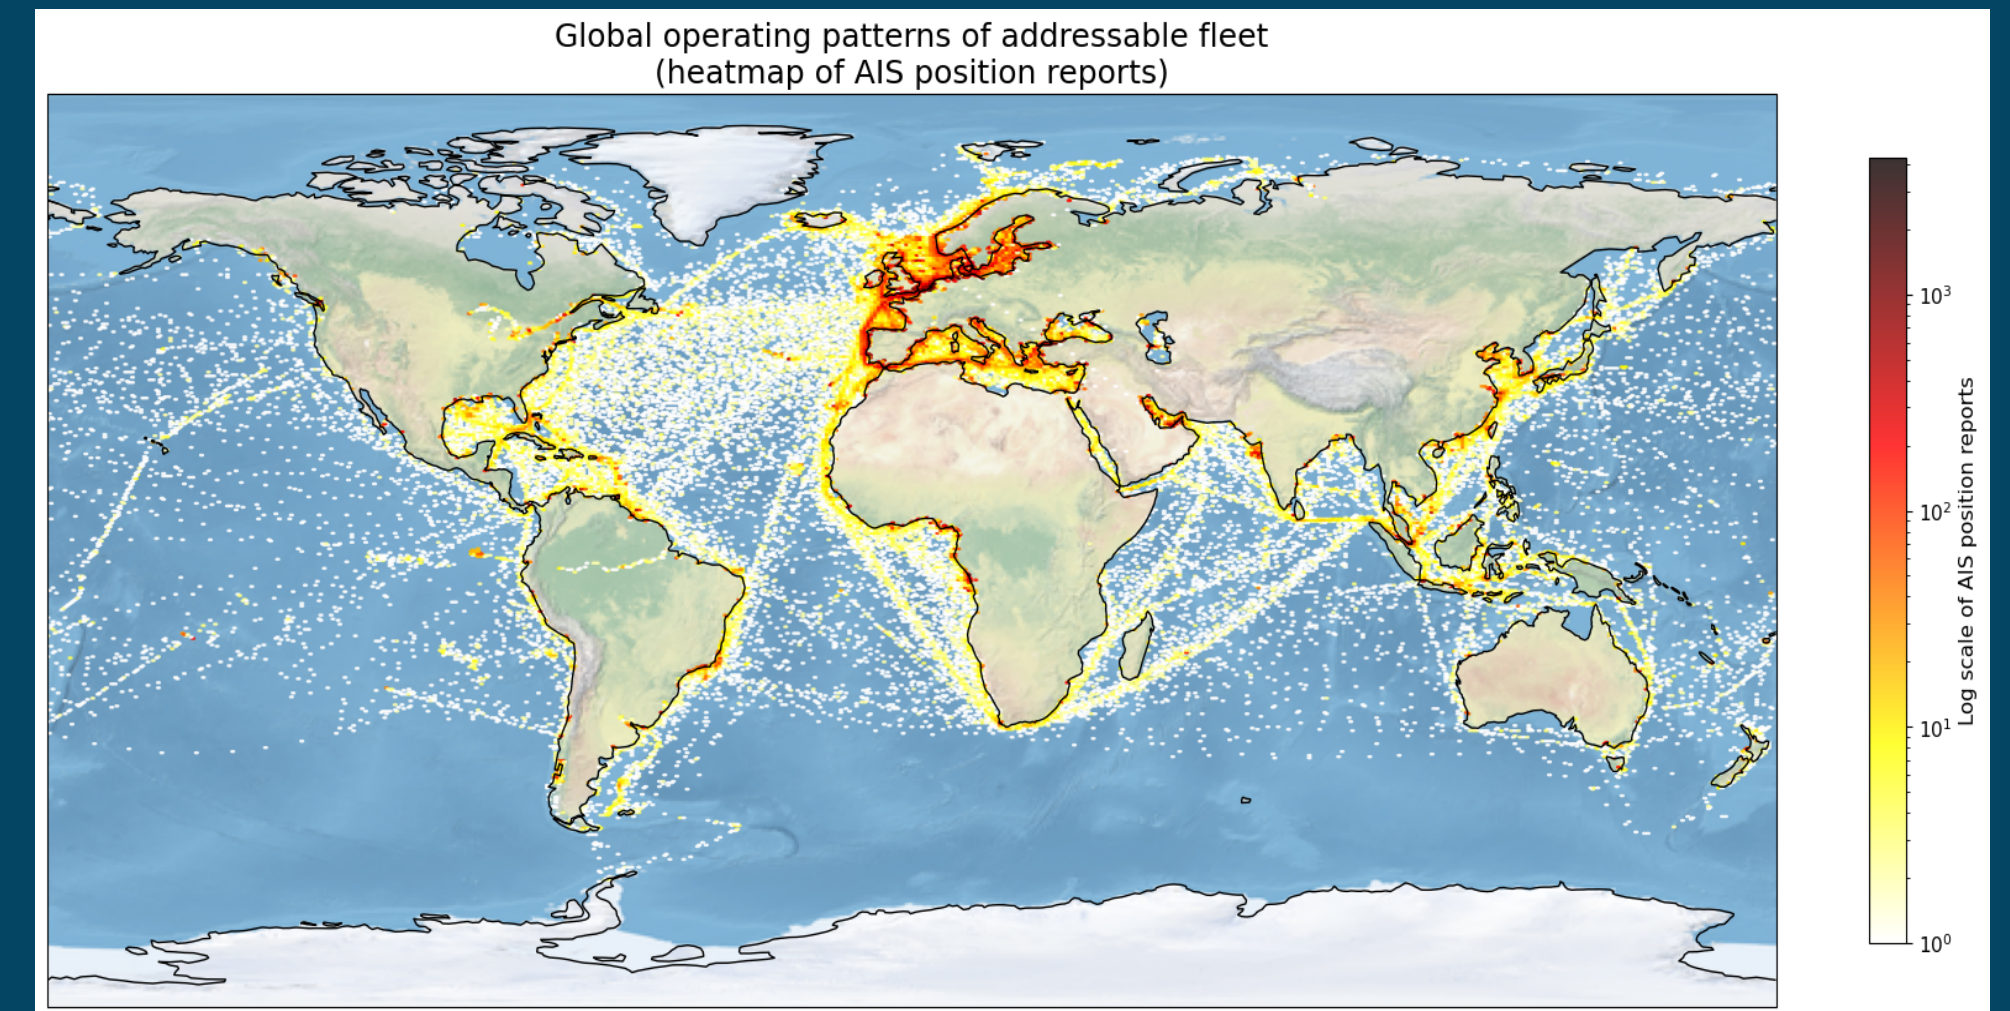 Global operating patterns of addressable fleet
(heatmap of AIS position reports)
10³
10²
10¹
10⁰
Log scale of AIS position reports